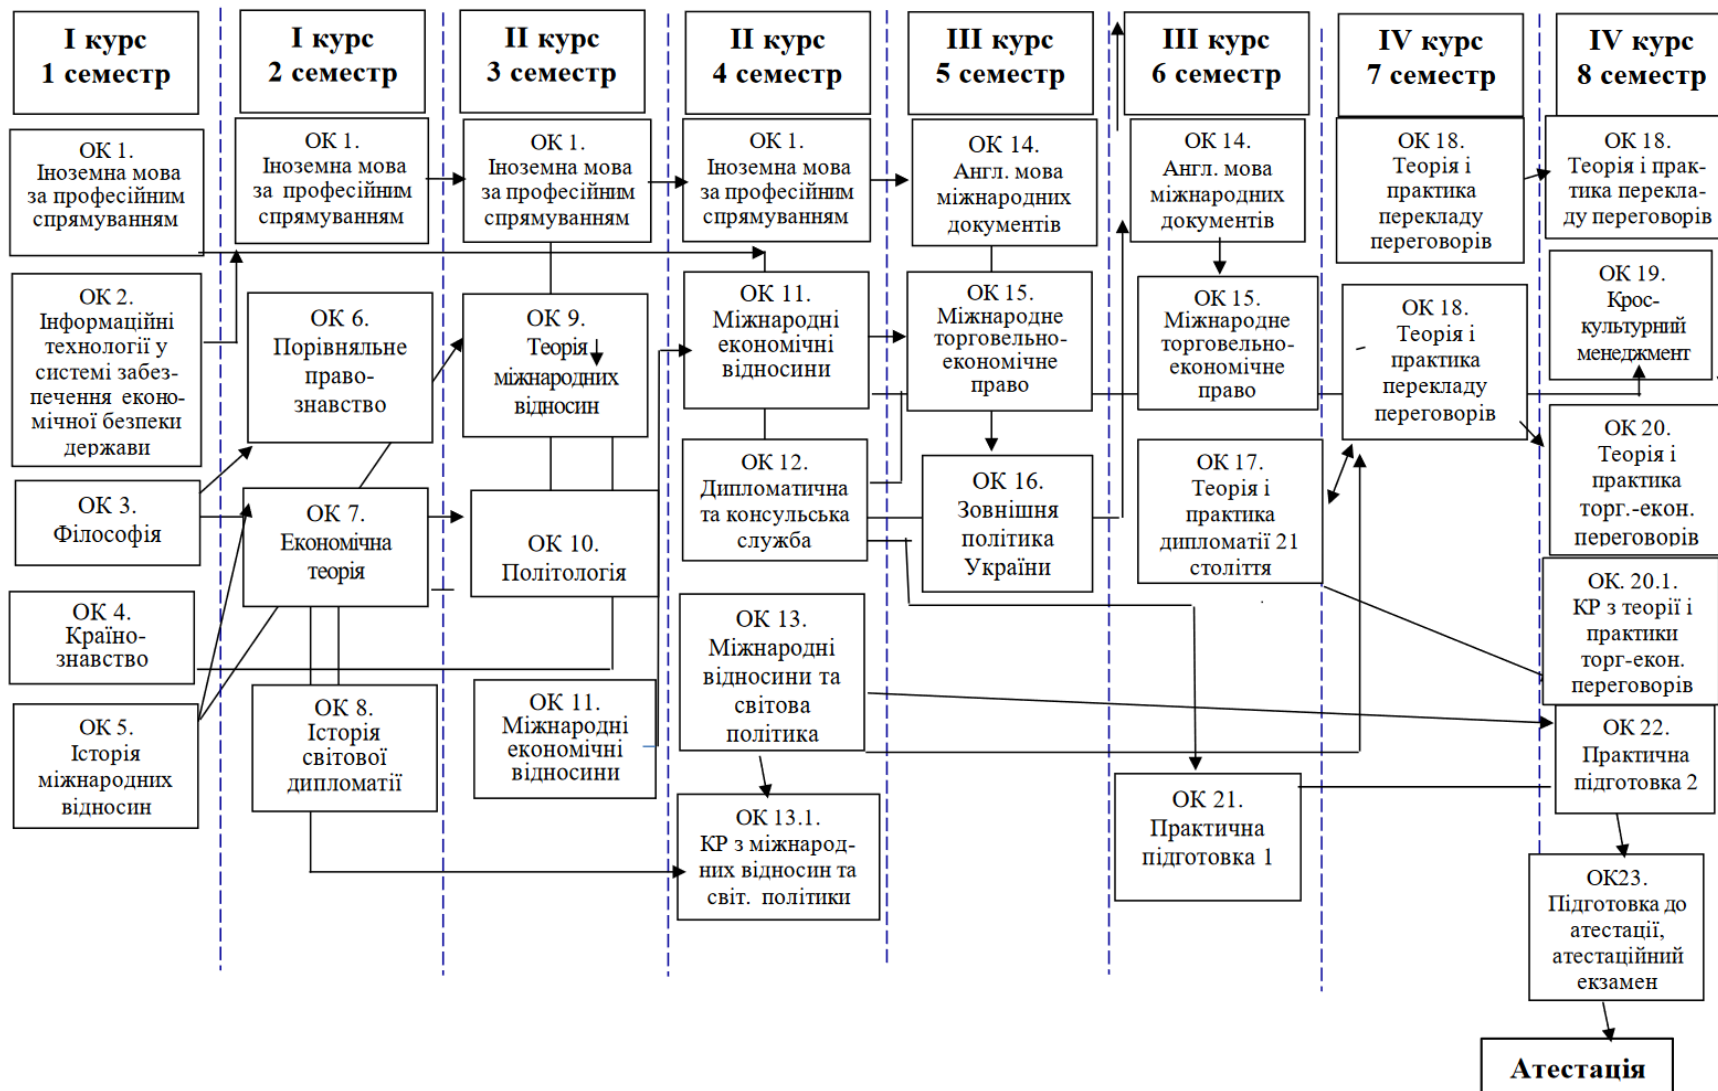 І курс
1 семестр
І курс
2 семестр
ІІ курс
3 семестр
ІІ курс
4 семестр
ІІІ курс
5 семестр
ІІІ курс
6 семестр
ІV курс
7 семестр
ІV курс
8 семестр
ОК 1.
Іноземна мова
за професійним
спрямуванням
ОК 2.
Інформаційні
технології у
системі забез-
печення еконо-
мічної безпеки
держави
ОК 3.
Філософія
ОК 4.
Країно-
знавство
ОК 5.
Історія
міжнародних
відносин
ОК 1.
Іноземна мова
за професійним
спрямуванням
ОК 6.
Порівняльне
право-
знавство
ОК 7.
Економічна
теорія
ОК 8.
Історія
світової
дипломатії
ОК 1.
Іноземна мова
за професійним
спрямуванням
ОК 9.
Теорія
міжнародних
відносин
ОК 10.
Політологія
ОК 11.
Міжнародні
економічні
відносини
ОК 1.
Іноземна мова
за професійним
спрямуванням
ОК 11.
Міжнародні
економічні
відносини
ОК 12.
Дипломатична
та консульська
служба
ОК 13.
Міжнародні
відносини та
світова
політика
ОК 13.1.
КР з міжнарод-
них відносин та
світ. політики
ОК 14.
Англ. мова
міжнародних
документів
ОК 15.
Міжнародне
торговельно-
економічне
право
ОК 16.
Зовнішня
політика
України
ОК 14.
Англ. мова
міжнародних
документів
ОК 15.
Міжнародне
торговельно-
економічне
право
ОК 17.
Теорія і
практика
дипломатії 21
століття
ОК 21.
Практична
підготовка 1
ОК 18.
Теорія і
практика
перекладу
переговорів
ОК 18.
Теорія і
практика
перекладу
переговорів
ОК 18.
Теорія і прак-
тика перекла-
ду переговорів
ОК 19.
Крос-
культурний
менеджмент
ОК 20.
Теорія і
практика
торг.-екон.
переговорів
ОК. 20.1.
КР з теорії і
практики
торг-екон.
переговорів
ОК 22.
Практична
підготовка 2
ОК23.
Підготовка до
атестації,
атестаційний
екзамен
Атестація